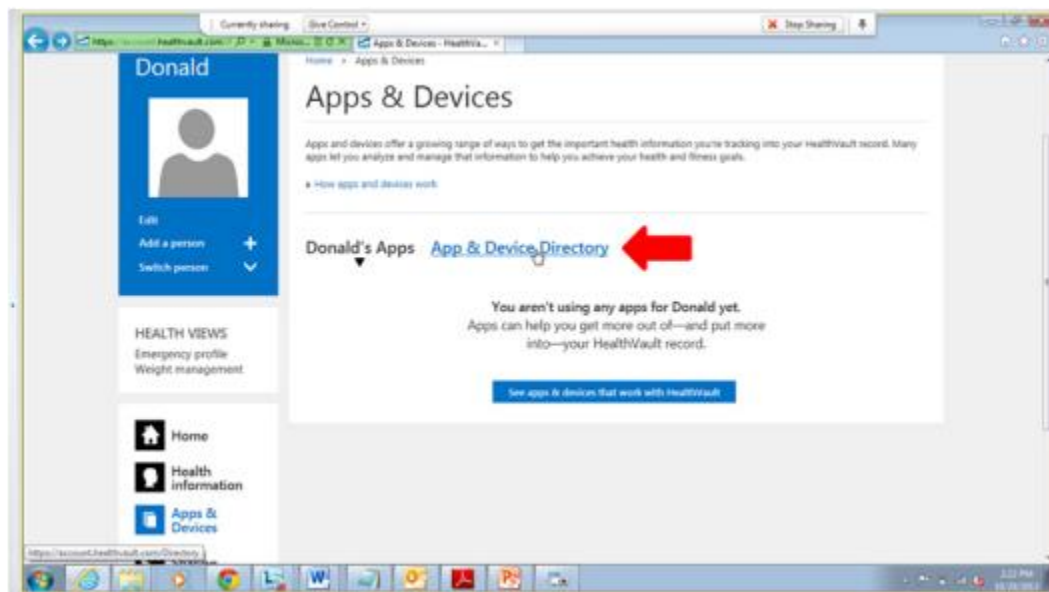 Currently sharing
Give Control
Stop Sharing
Apps & Devices - HealthVa...
Donald
Home
Apps & Devices
Apps & Devices
Apps and devices offer a growing range of ways to get the important health information you're tracking into your HealthVault record. Many
apps let you analyze and manage that information to help you achieve your health and fitness goals.
How apps and devices work
Edit
Add a person
Switch person
Donald's Apps
App & Device Directory
You aren't using any apps for Donald yet.
Apps can help you get more out of—and put more
into—your HealthVault record.
See apps & devices that work with HealthVault
HEALTH VIEWS
Emergency profile
Weight management
Home
Health
information
Apps &
Devices
https://account.healthvault.com/Directory
2:22 PM